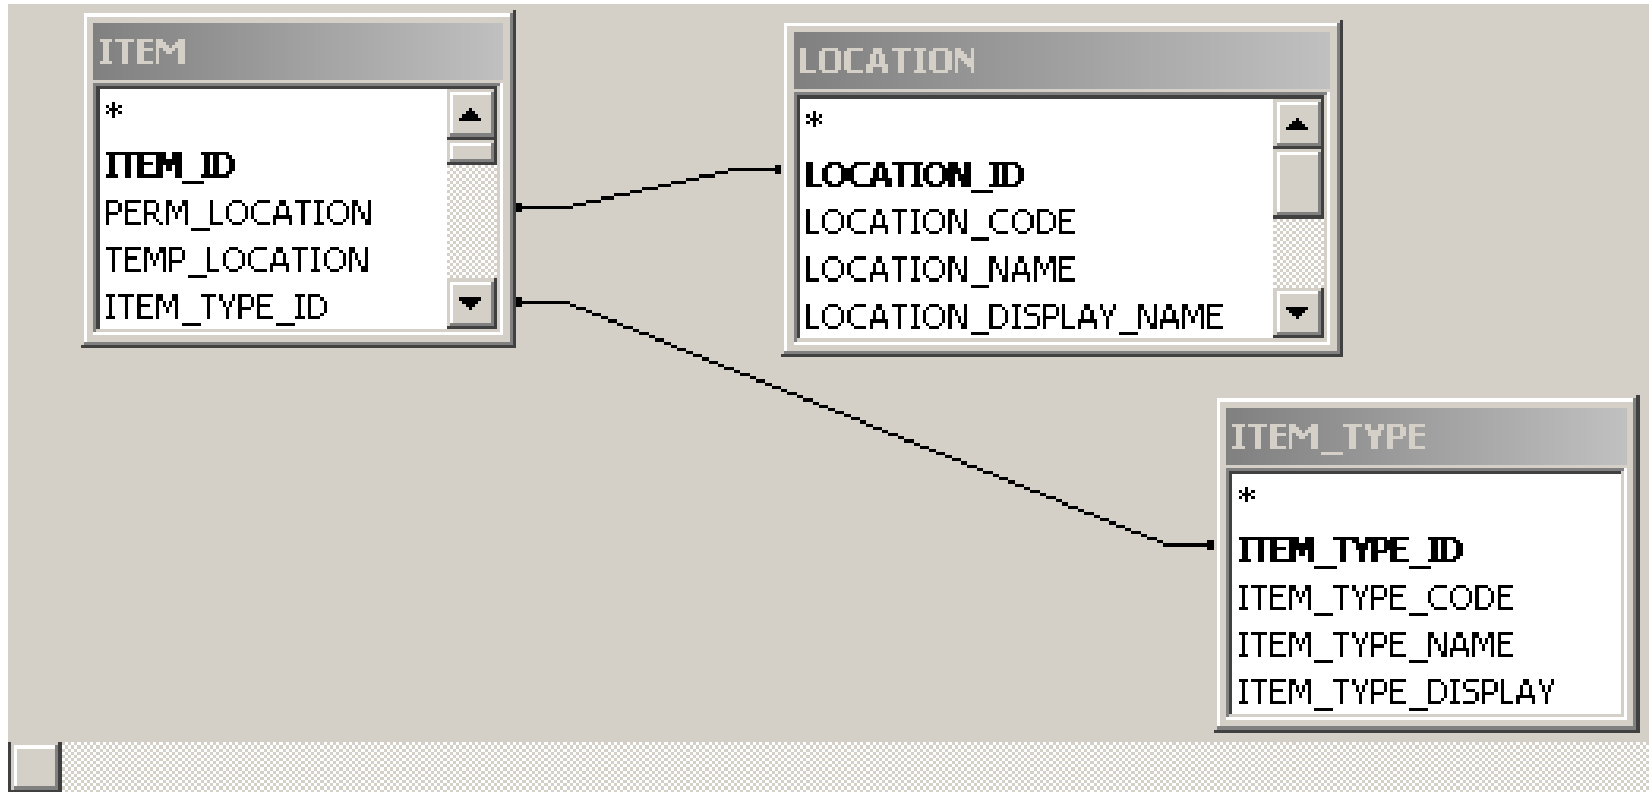 ITEM
*
ITEM_ID
PERM_LOCATION
TEMP_LOCATION
ITEM_TYPE_ID
LOCATION
*
LOCATION_ID
LOCATION_CODE
LOCATION_NAME
LOCATION_DISPLAY_NAME
ITEM_TYPE
*
ITEM_TYPE_ID
ITEM_TYPE_CODE
ITEM_TYPE_NAME
ITEM_TYPE_DISPLAY